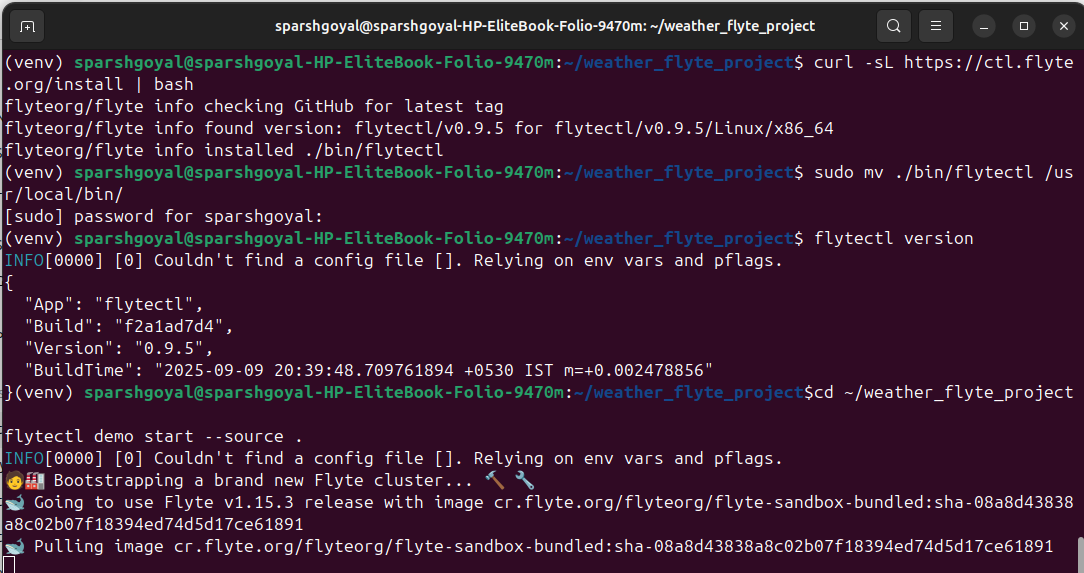 sparshgoyal@sparshgoyal-HP-EliteBook-Folio-9470m: ~/weather_flyte_project
(venv) sparshgoyal@sparshgoyal-HP-EliteBook-Folio-9470m:~/weather_flyte_project$ curl -sL https://ctl.flyte
.org/install | bash
flyteorg/flyte info checking GitHub for latest tag
flyteorg/flyte info found version: flytectl/v0.9.5 for flytectl/v0.9.5/Linux/x86_64
flyteorg/flyte info installed ./bin/flytectl
(venv) sparshgoyal@sparshgoyal-HP-EliteBook-Folio-9470m:~/weather_flyte_project$ sudo mv ./bin/flytectl /us
r/local/bin/
[sudo] password for sparshgoyal:
(venv) sparshgoyal@sparshgoyal-HP-EliteBook-Folio-9470m:~/weather_flyte_project$ flytectl version
INFO[0000] [0] Couldn't find a config file []. Relying on env vars and pflags.
{
  "App": "flytectl",
  "Build": "f2a1ad7d4",
  "Version": "0.9.5",
  "BuildTime": "2025-09-09 20:39:48.709761894 +0530 IST m=+0.002478856"
}(venv) sparshgoyal@sparshgoyal-HP-EliteBook-Folio-9470m:~/weather_flyte_project$cd ~/weather_flyte_project

flytectl demo start --source .
INFO[0000] [0] Couldn't find a config file []. Relying on env vars and pflags.
🧑‍🏭 Bootstrapping a brand new Flyte cluster... 🔨 🔧
🐋 Going to use Flyte v1.15.3 release with image cr.flyte.org/flyteorg/flyte-sandbox-bundled:sha-08a8d43838
a8c02b07f18394ed74d5d17ce61891
🐋 Pulling image cr.flyte.org/flyteorg/flyte-sandbox-bundled:sha-08a8d43838a8c02b07f18394ed74d5d17ce61891